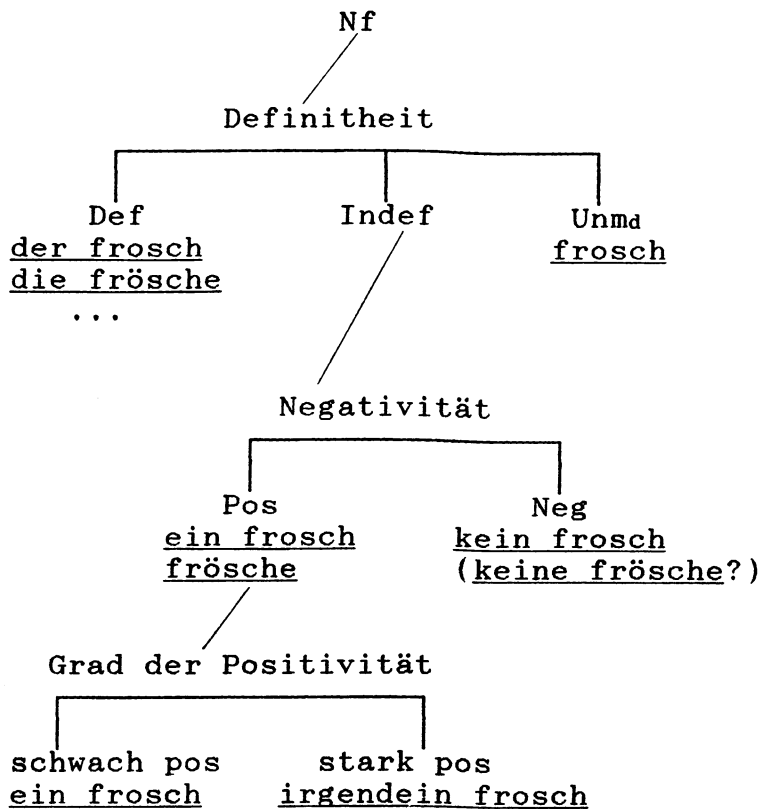 Nf
Definitheit
Def Indef Unmd
der frosch frosch
die frösche
...
Negativität
Pos Neg
ein frosch kein frosch
frösche (keine frösche?)
Grad der Positivität
schwach pos stark pos
ein frosch irgendein frosch